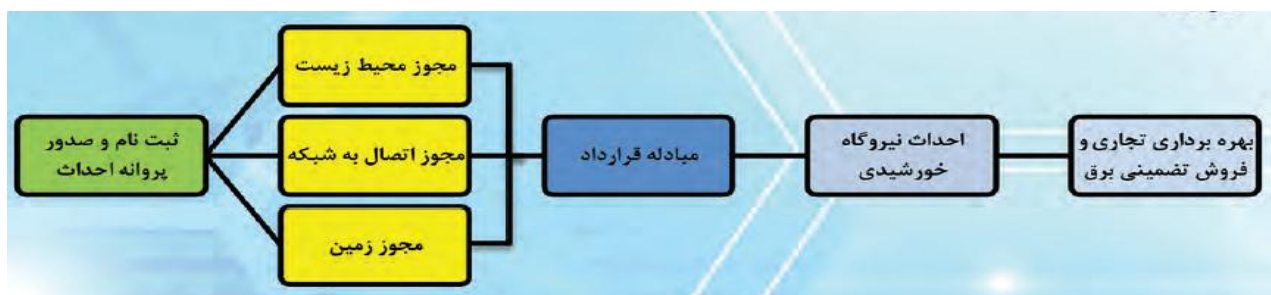 ثبت نام و صدور
پروانه احداث
مجوز محیط زیست
مجوز اتصال به شبکه
مجوز زمین
مبادله قرارداد
احداث نیروگاه
خورشیدی
بهره برداری تجاری و
فروش تضمینی برق